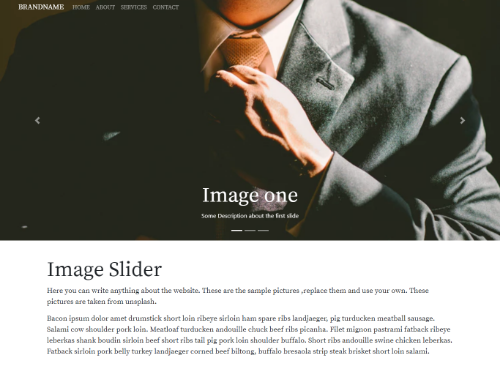 BRANDNAME HOME ABOUT SERVICES CONTACT
Image one
Some Description about the first slide
Image Slider
Here you can write anything about the website. These are the sample pictures ,replace them and use your own. These
pictures are taken from unsplash.
Bacon ipsum dolor amet drumstick short loin ribeye sirloin ham spare ribs landjaeger, pig turducken meatball sausage.
Salami cow shoulder pork loin. Meatloaf turducken andouille chuck beef ribs picanha. Filet mignon pastrami fatback ribeye
leberkas shank boudin sirloin beef short ribs tail pig pork loin shoulder buffalo. Short ribs andouille swine chicken leberkas.
Fatback sirloin pork belly turkey landjaeger corned beef biltong, buffalo bresaola strip steak brisket short loin salami.